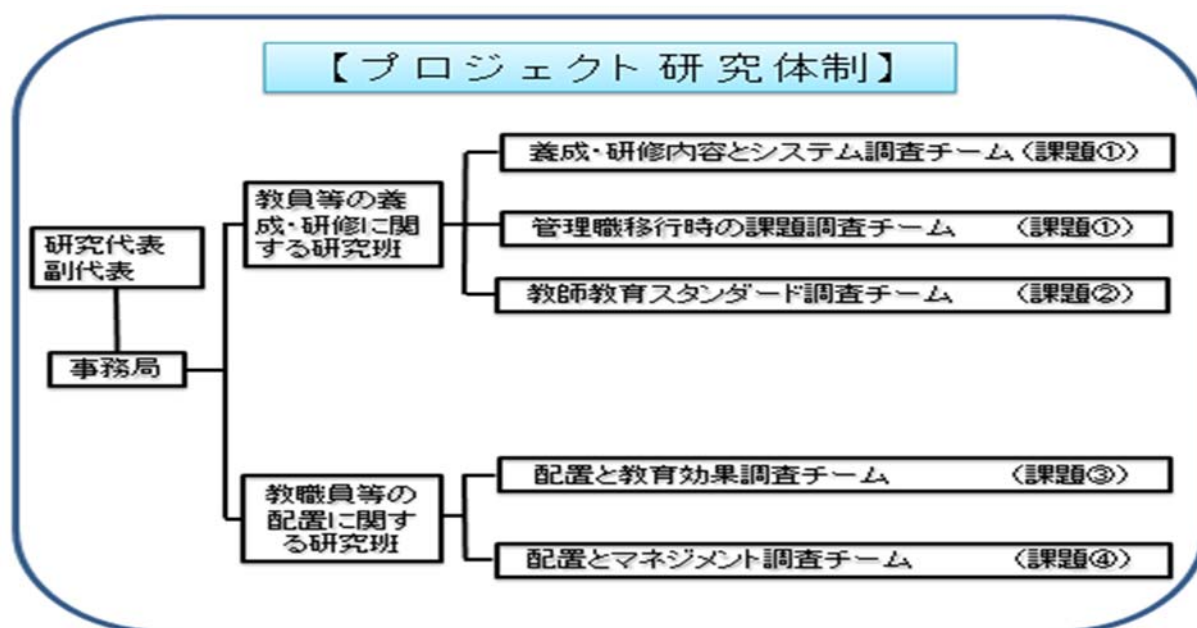 【プロジェクト研究体制】
研究代表
副代表
事務局
教員等の養
成・研修に関
する研究班
養成・研修内容とシステム調査チーム(課題①)
管理職移行時の課題調査チーム (課題①)
教師教育スタンダード調査チーム (課題②)
教職員等の
配置に関す
る研究班
配置と教育効果調査チーム (課題③)
配置とマネジメント調査チーム (課題④)